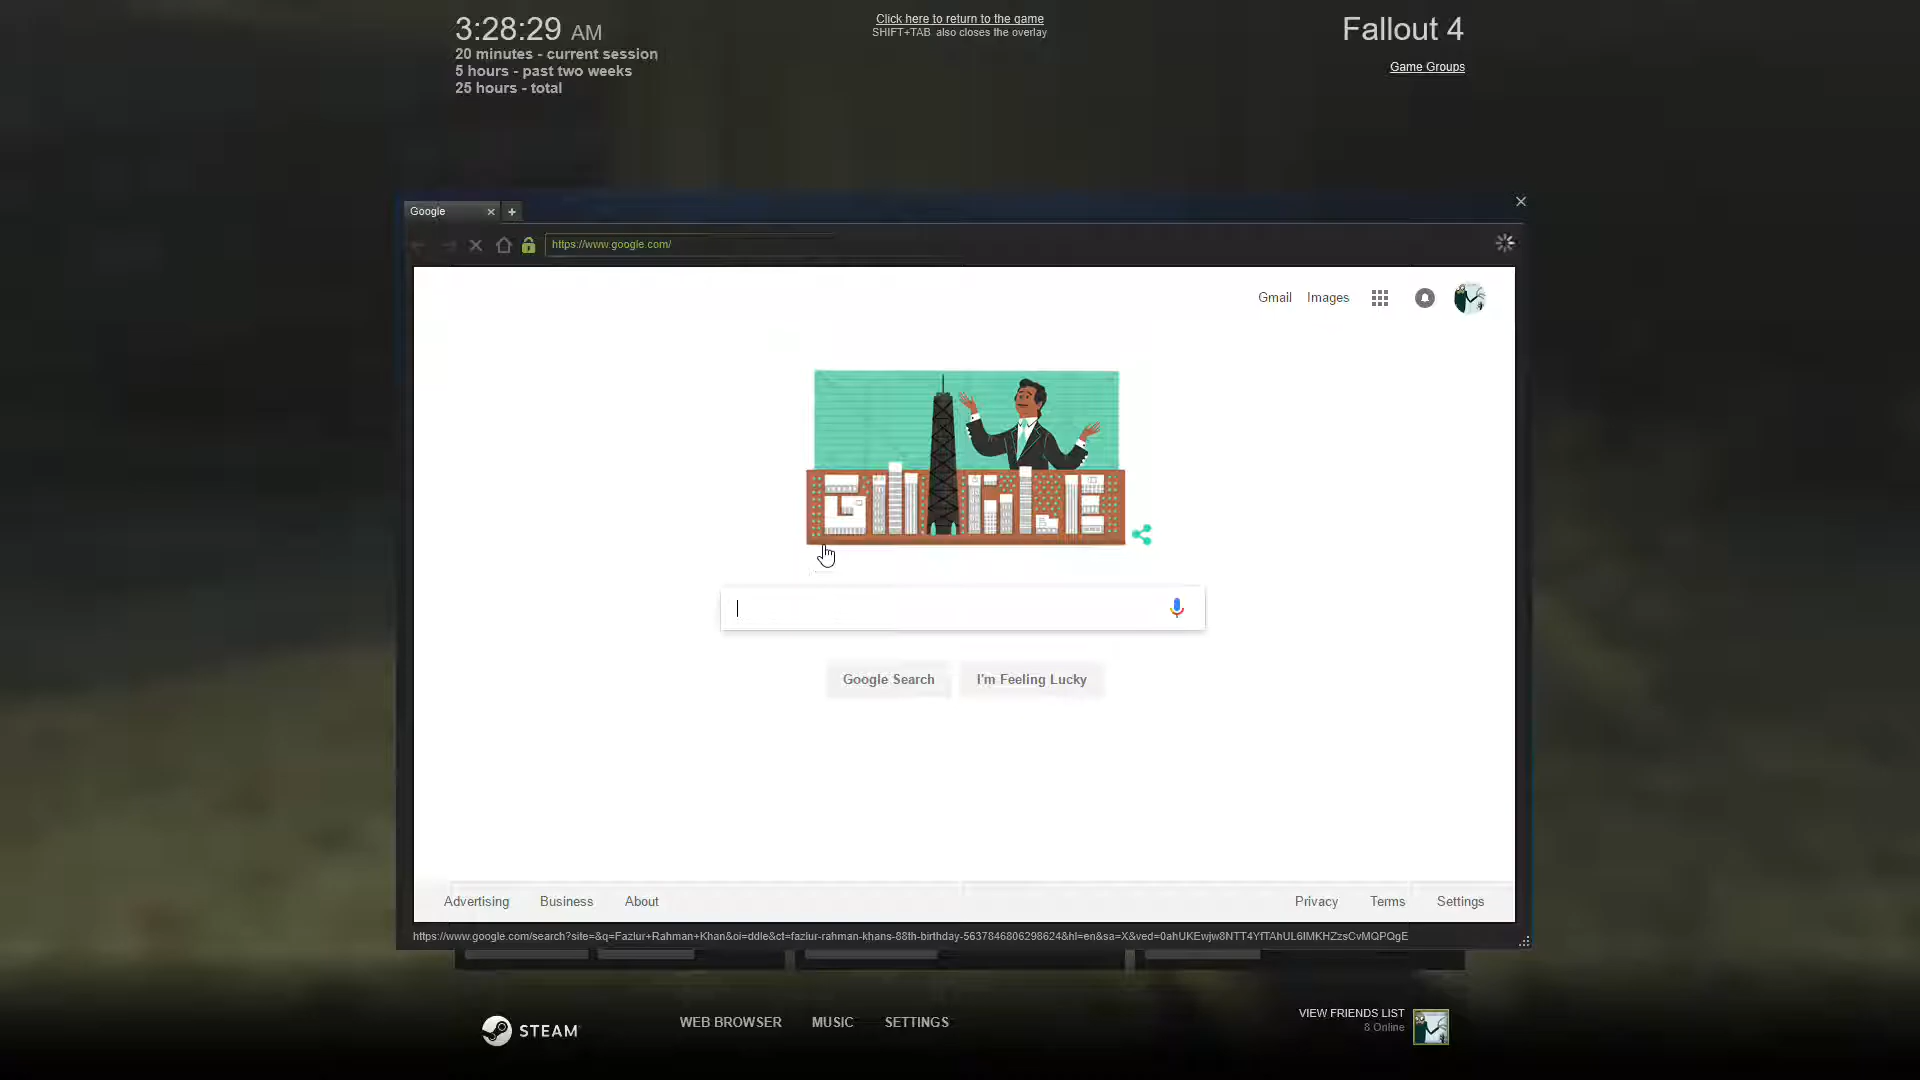 3:28:29 AM
20 minutes - current session
5 hours - past two weeks
25 hours - total
Click here to return to the game
SHIFT+TAB also closes the overlay
Fallout 4
Game Groups
Google
https://www.google.com/
Gmail Images
Google Search
I'm Feeling Lucky
Advertising Business About
Privacy Terms Settings
https://www.google.com/search?site=&q=Fazlur+Rahman+Khan&oi=ddle&ct=fazlur-rahman-khans-88th-birthday-5637846806298624&hl=en&sa=X&ved=0ahUKEwjw8NTT4YfTAhUL6IMKHZzsCvMQPQgE
STEAM
WEB BROWSER MUSIC SETTINGS
VIEW FRIENDS LIST
8 Online